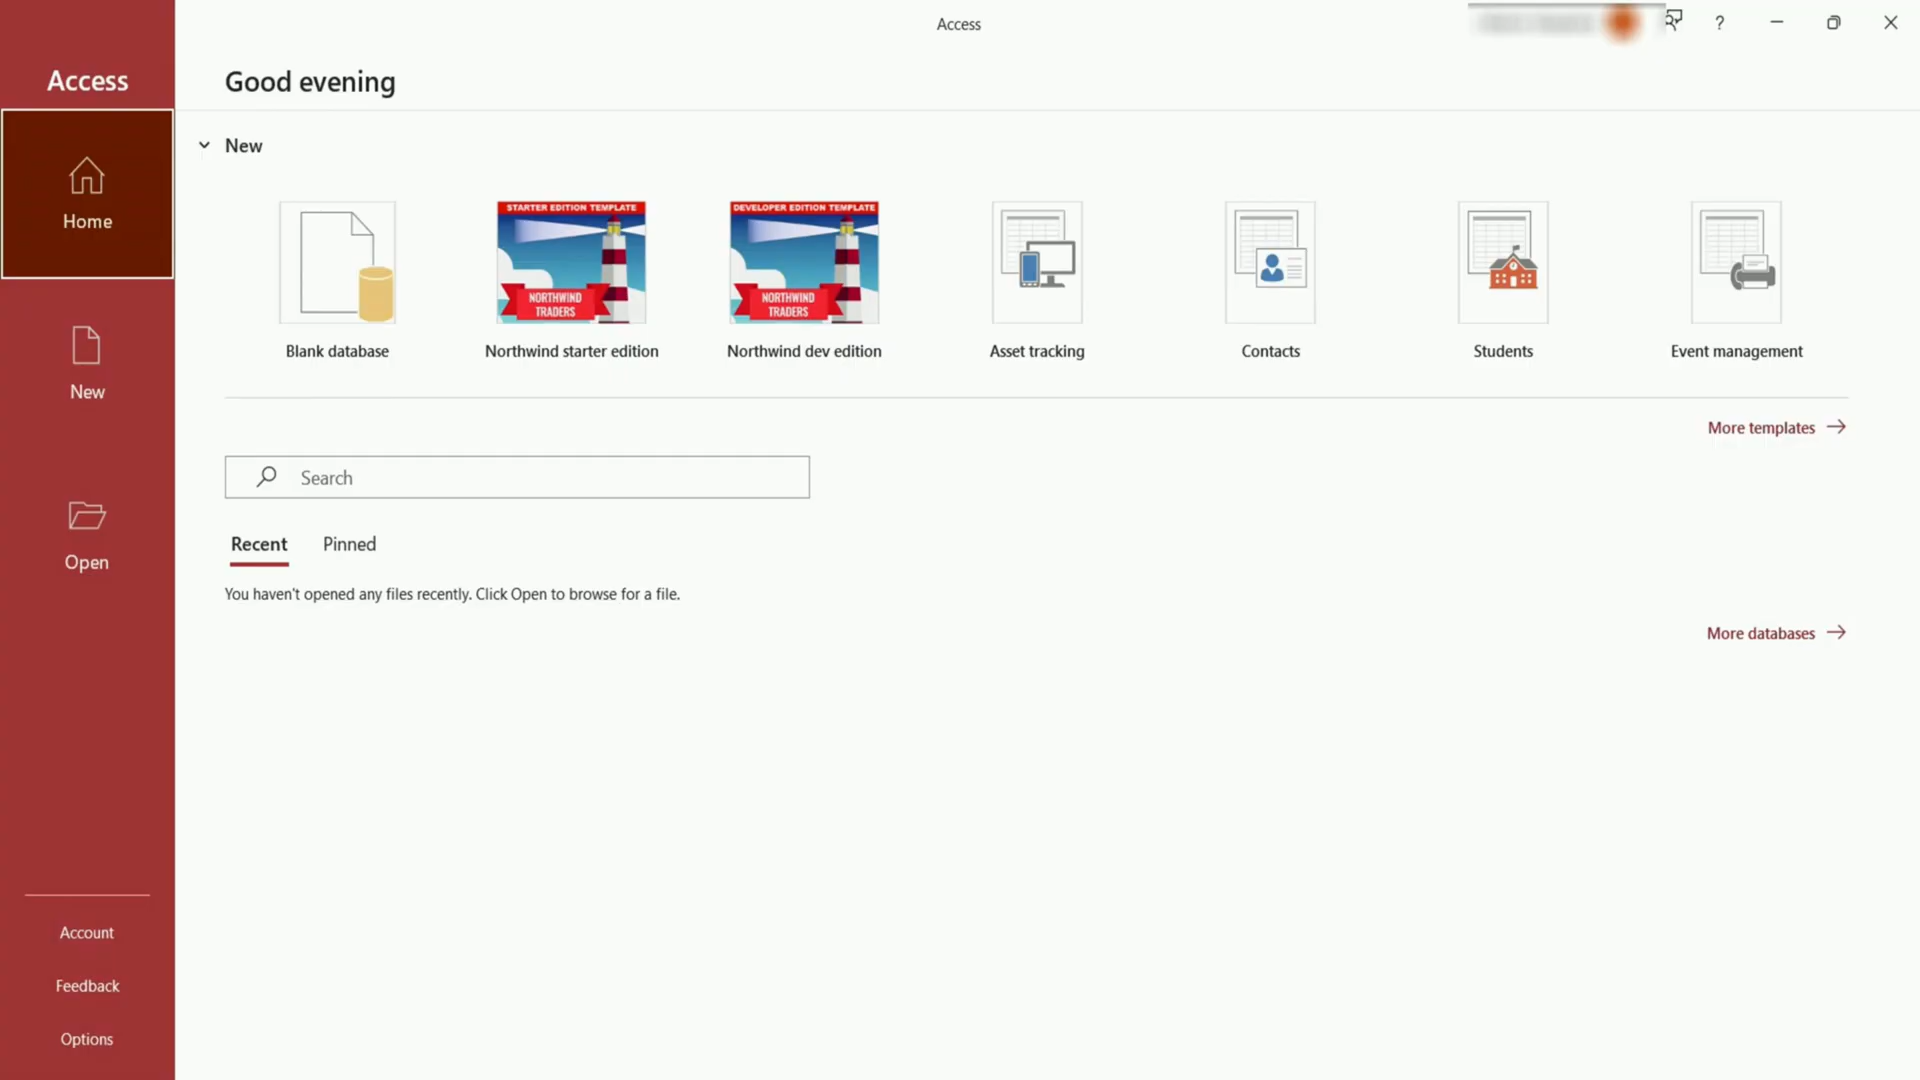 Access
Access
Good evening
Home
New
Open
Account
Feedback
Options
New
STARTER EDITION TEMPLATE
NORTHWIND
TRADERS
DEVELOPER EDITION TEMPLATE
NORTHWIND
TRADERS
Blank database
Northwind starter edition
Northwind dev edition
Asset tracking
Contacts
Students
Event management
More templates
Search
Recent
Pinned
You haven't opened any files recently. Click Open to browse for a file.
More databases